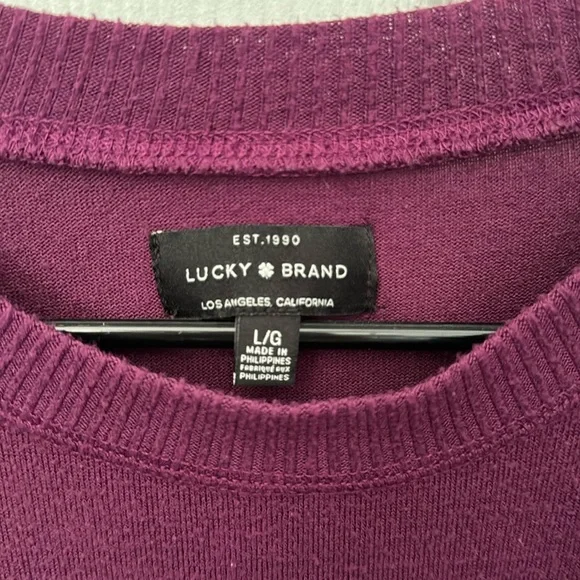 EST.1990
LUCKY BRAND
LOS ANGELES, CALIFORNIA
L/G
MADE IN
PHILIPPINES
FABRIQUÉ AUX
PHILIPPINES